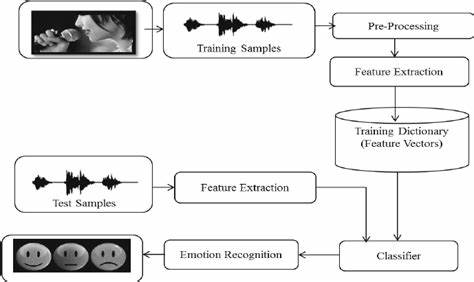 Training Samples
Pre-Processing
Feature Extraction
Training Dictionary
(Feature Vectors)
Test Samples
Feature Extraction
Emotion Recognition
Classifier